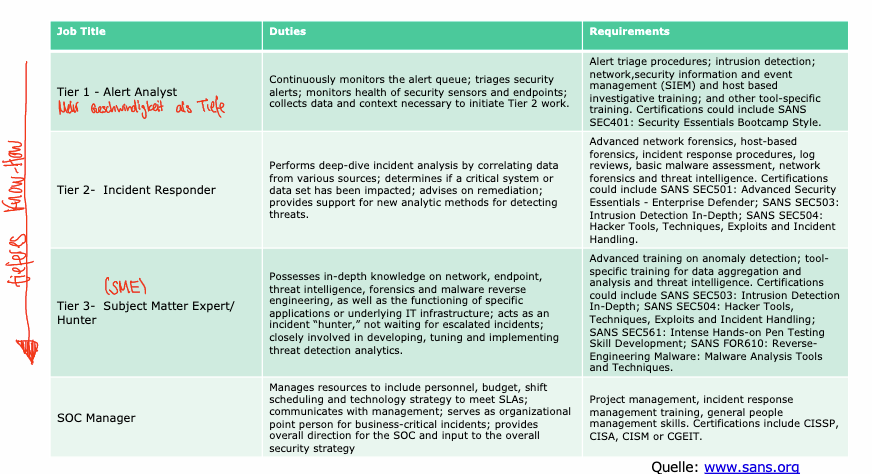 Job Title
Duties
Requirements
Tier 1 - Alert Analyst
Mehr Geschwindigkeit als Tiefe
Continuously monitors the alert queue; triages security
alerts; monitors health of security sensors and endpoints;
collects data and context necessary to initiate Tier 2 work.
Alert triage procedures; intrusion detection;
network,security information and event
management (SIEM) and host based
investigative training; and other tool-specific
training. Certifications could include SANS
SEC401: Security Essentials Bootcamp Style.
tieferes Know-How
Tier 2-  Incident Responder
Performs deep-dive incident analysis by correlating data
from various sources; determines if a critical system or
data set has been impacted; advises on remediation;
provides support for new analytic methods for detecting
threats.
Advanced network forensics, host-based
forensics, incident response procedures, log
reviews, basic malware assessment, network
forensics and threat intelligence. Certifications
could include SANS SEC501: Advanced Security
Essentials - Enterprise Defender; SANS SEC503:
Intrusion Detection In-Depth; SANS SEC504:
Hacker Tools, Techniques, Exploits and Incident
Handling.
(SME)
Tier 3-  Subject Matter Expert/
Hunter
Possesses in-depth knowledge on network, endpoint,
threat intelligence, forensics and malware reverse
engineering, as well as the functioning of specific
applications or underlying IT infrastructure; acts as an
incident “hunter,” not waiting for escalated incidents;
closely involved in developing, tuning and implementing
threat detection analytics.
Advanced training on anomaly detection; tool-
specific training for data aggregation and
analysis and threat intelligence. Certifications
could include SANS SEC503: Intrusion Detection
In-Depth; SANS SEC504: Hacker Tools,
Techniques, Exploits and Incident Handling;
SANS SEC561: Intense Hands-on Pen Testing
Skill Development; SANS FOR610: Reverse-
Engineering Malware: Malware Analysis Tools
and Techniques.
SOC Manager
Manages resources to include personnel, budget, shift
scheduling and technology strategy to meet SLAs;
communicates with management; serves as organizational
point person for business-critical incidents; provides
overall direction for the SOC and input to the overall
security strategy
Project management, incident response
management training, general people
management skills. Certifications include CISSP,
CISA, CISM or CGEIT.
Quelle: www.sans.org